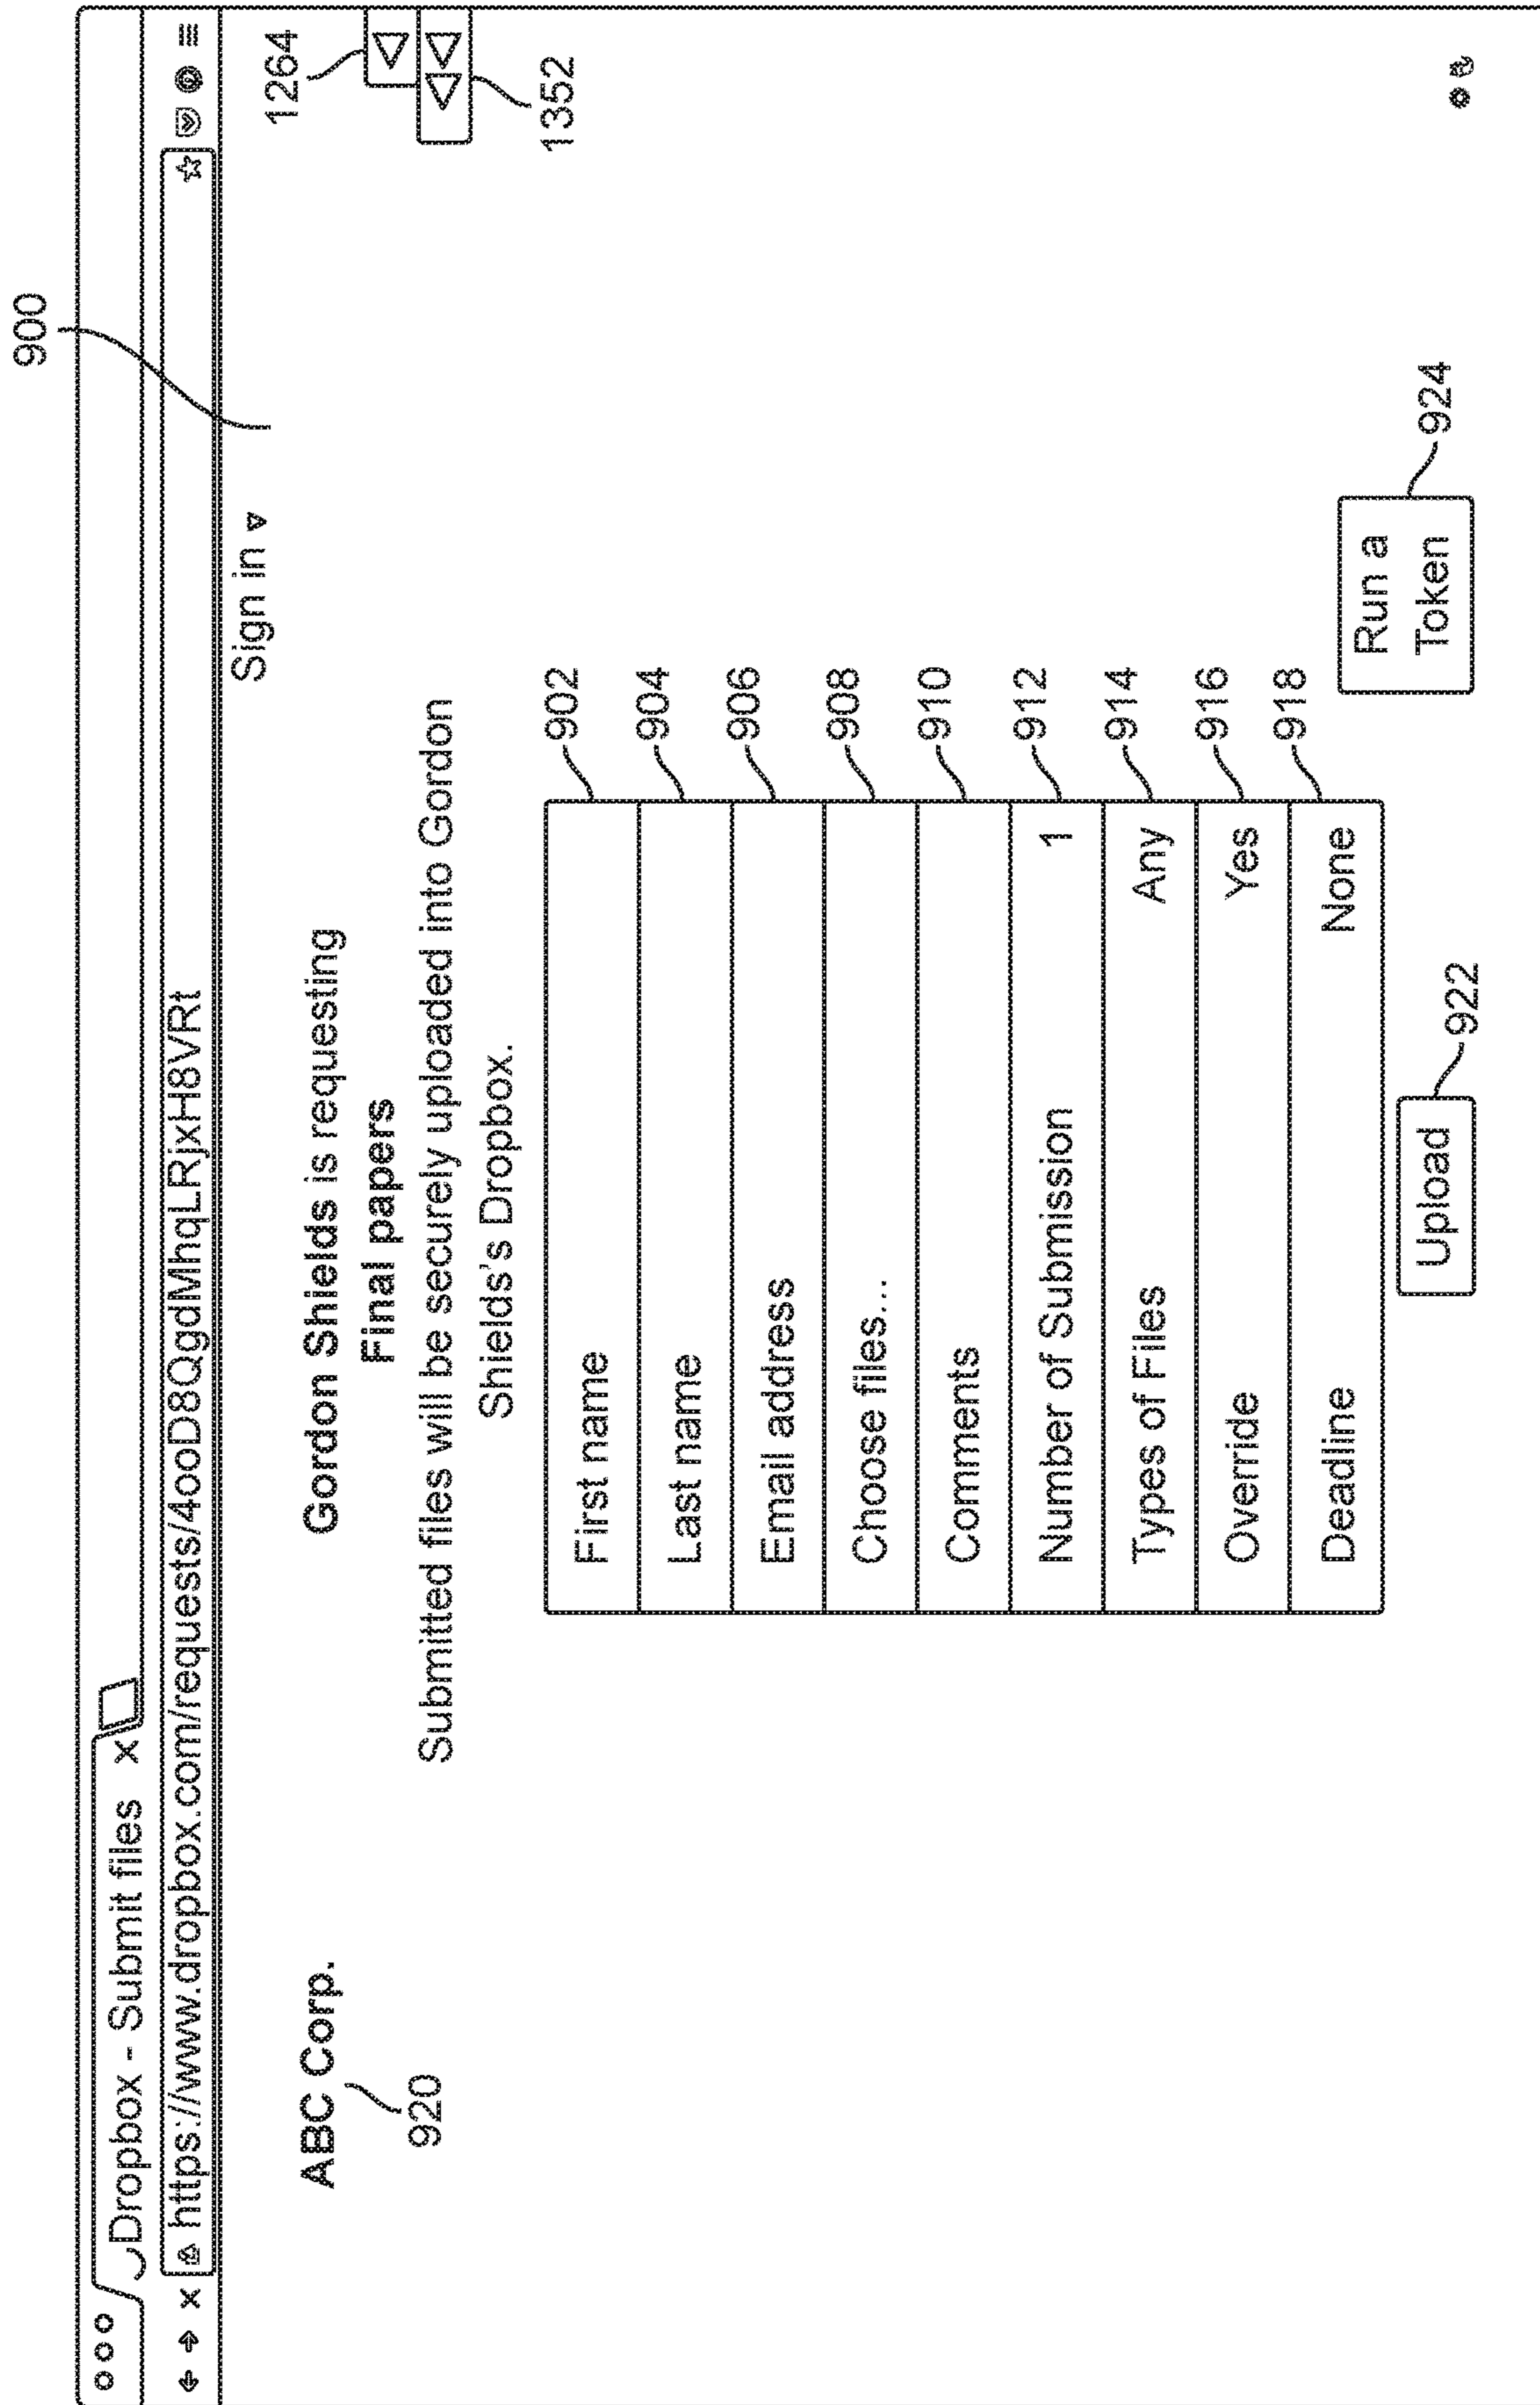 900
Dropbox - Submit files X
https://www.dropbox.com/requests/4ooD8QgdMhqLRjxH8VRt
Sign in
1264
ABC Corp.
920
Gordon Shields is requesting
Final papers
Submitted files will be securely uploaded into Gordon
Shields's Dropbox.
1352
First name 902
Last name 904
Email address 906
Choose files... 908
Comments 910
Number of Submission 1 912
Types of Files Any 914
Override Yes 916
Deadline None 918
Upload 922
Run a
Token
924